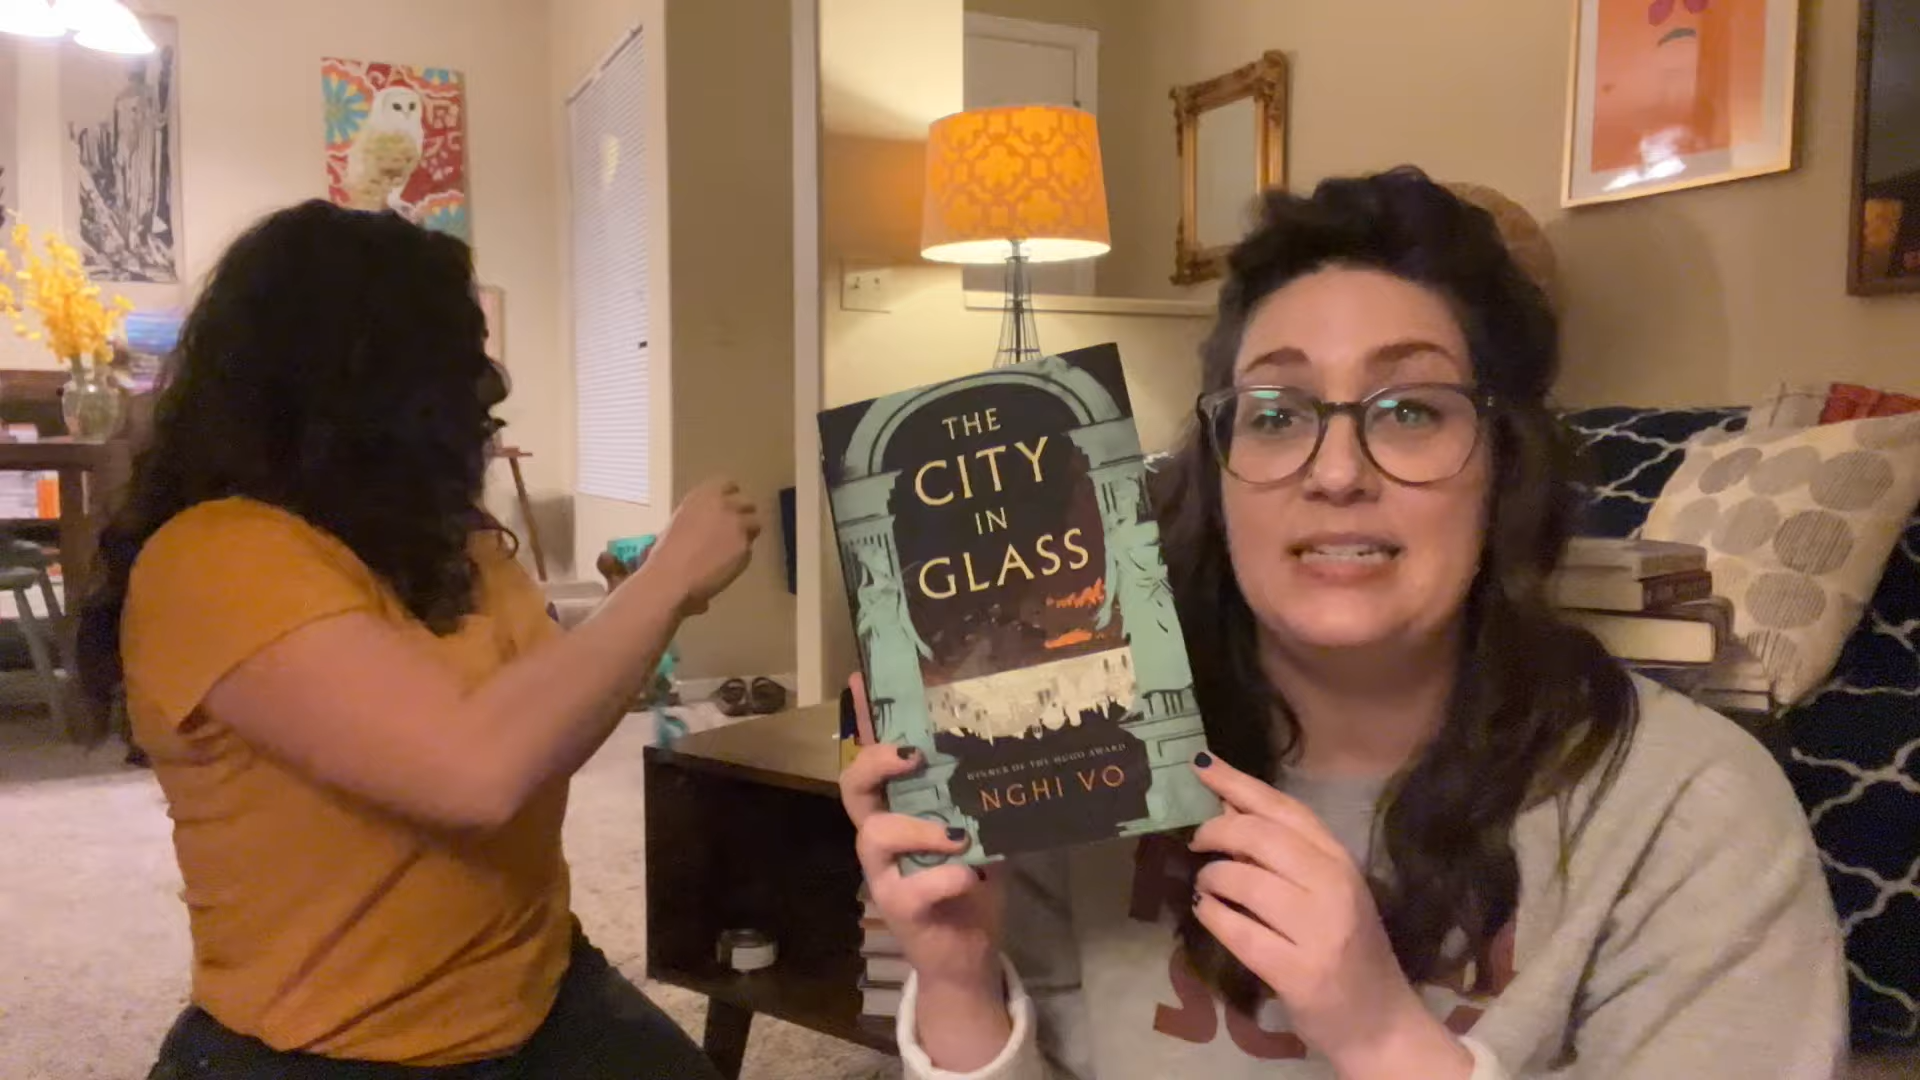 THE
CITY
IN
GLASS
WINNER OF THE HUGO AWARD
NGHI VO